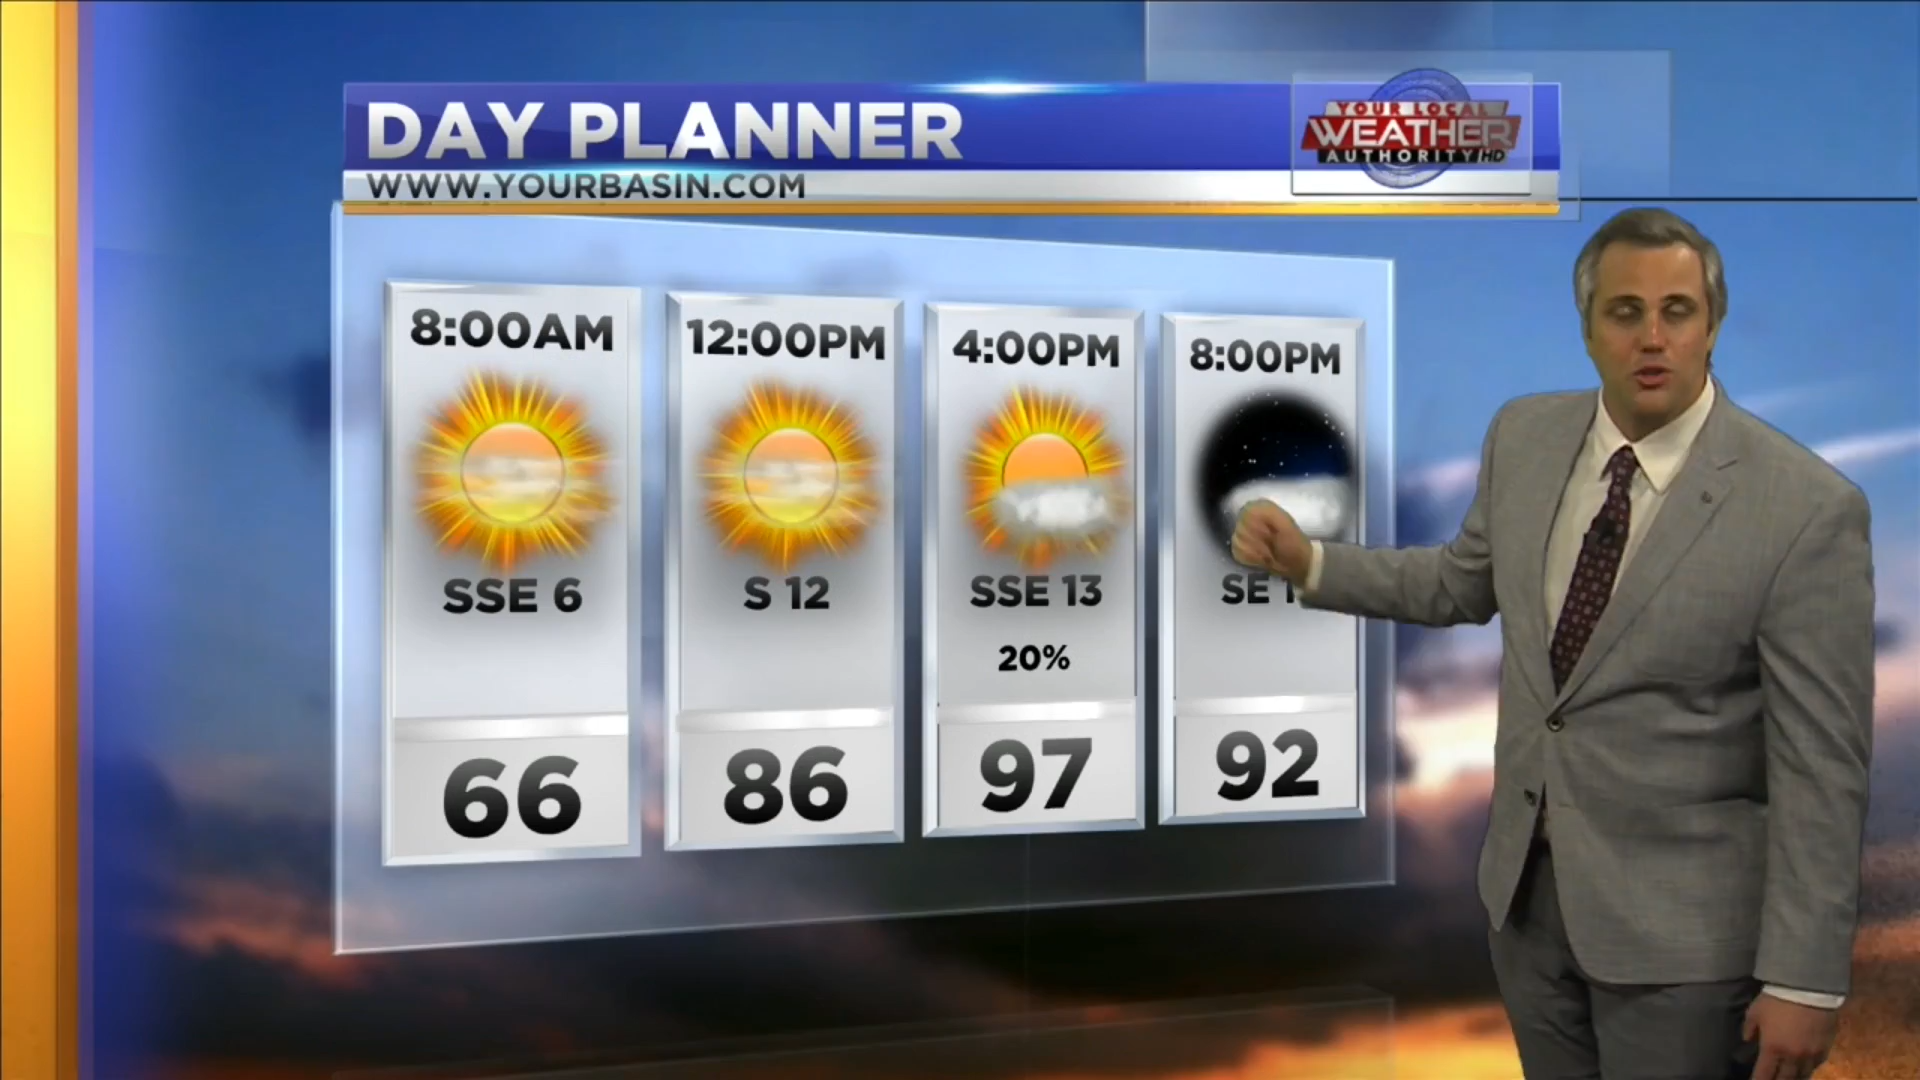 DAY PLANNER
WWW.YOURBASIN.COM
YOUR LOCAL
WEATHER
AUTHORITY HD
8:00AM
SSE 6
66
12:00PM
S 12
86
4:00PM
SSE 13
20%
97
8:00PM
SE
92